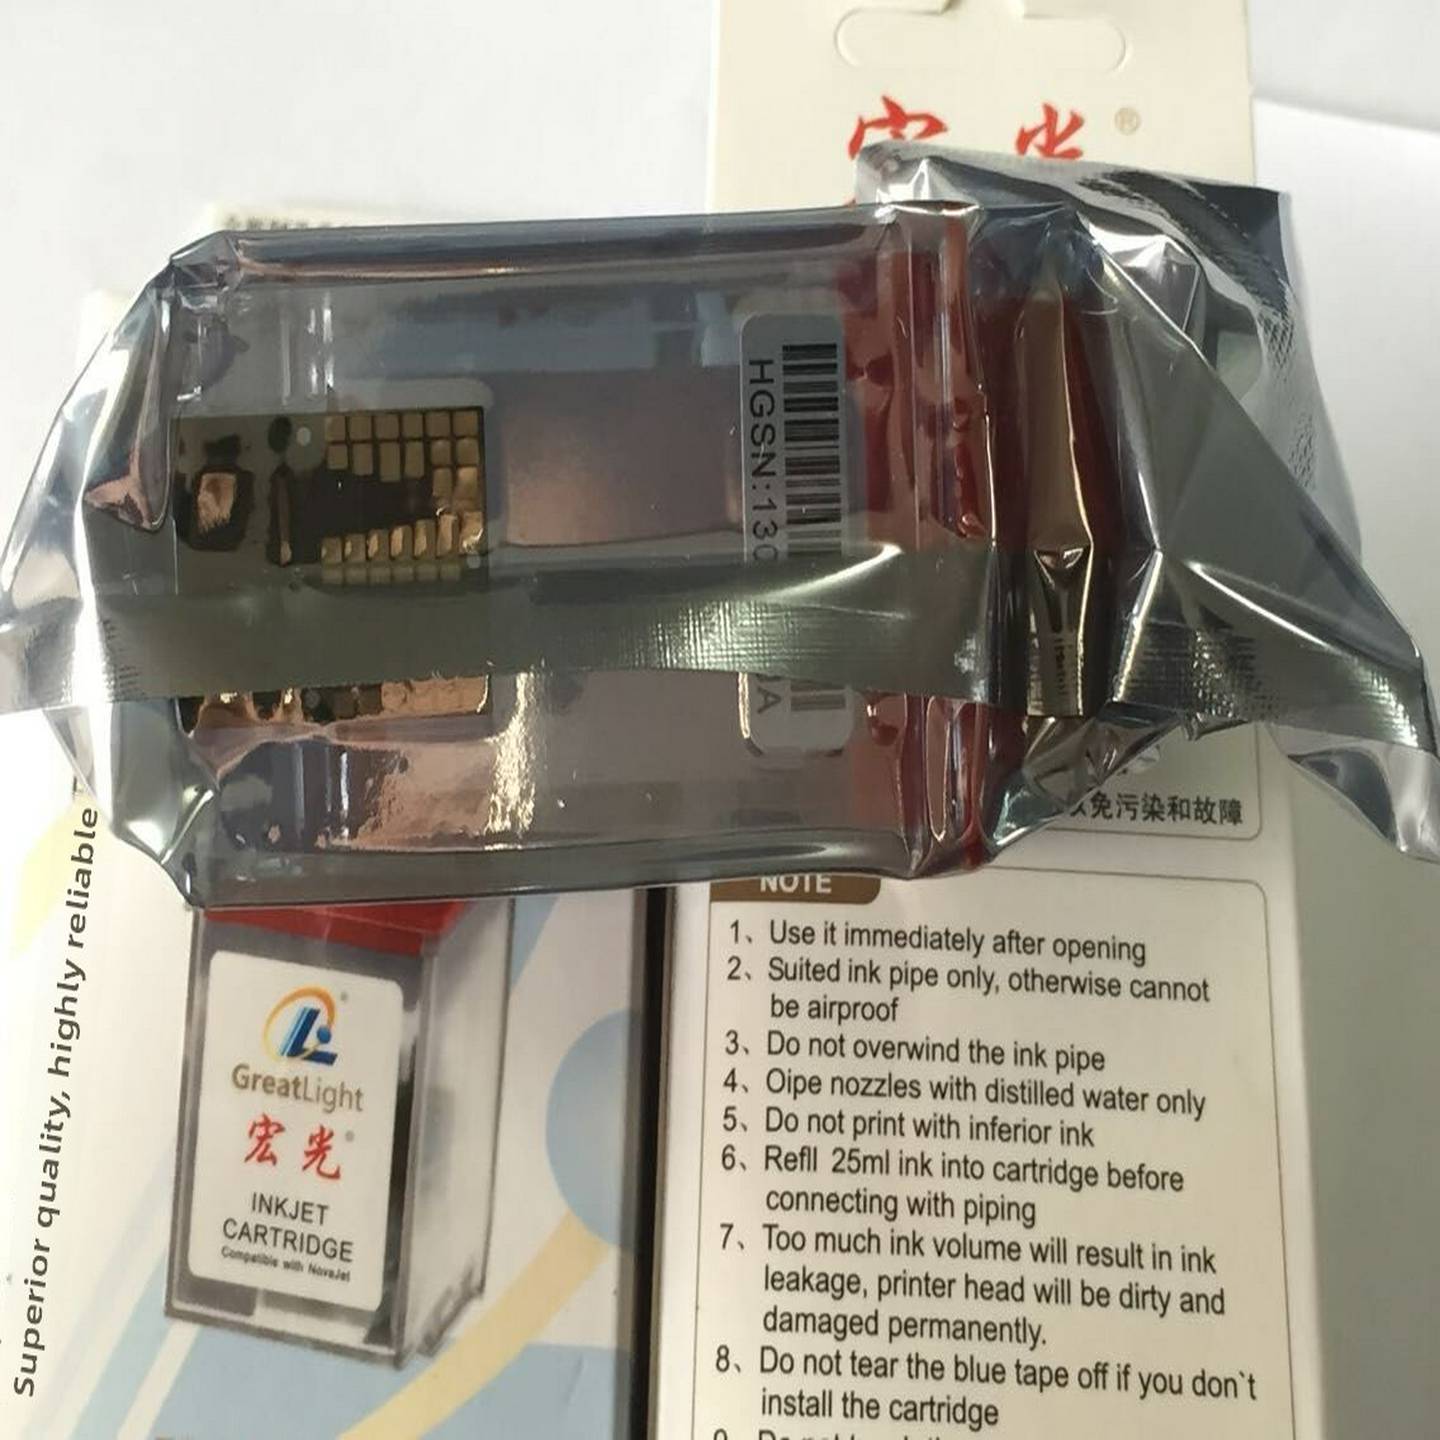 宏光®
HGSN:130
A
以免污染和故障
NOTE
1、Use it immediately after opening
2、Suited ink pipe only, otherwise cannot
be airproof
3、Do not overwind the ink pipe
4、Oipe nozzles with distilled water only
5、Do not print with inferior ink
6、Refll 25ml ink into cartridge before
connecting with piping
7、Too much ink volume will result in ink
leakage, printer head will be dirty and
damaged permanently.
8、Do not tear the blue tape off if you don`t
install the cartridge
Superior quality, highly reliable
GreatLight
宏光®
INKJET
CARTRIDGE
Compatible with NovaJet